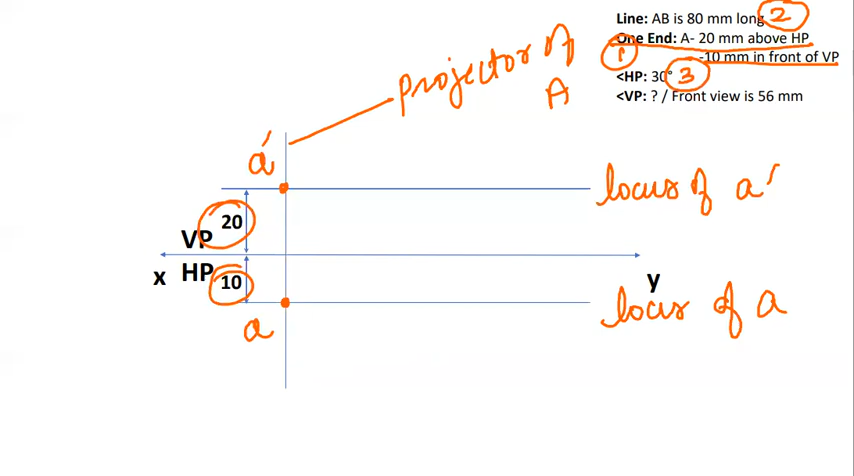 Line: AB is 80 mm long 2
One End: A- 20 mm above HP
1 -10 mm in front of VP
<HP: 30° 3
<VP: ? / Front view is 56 mm
projector of
A
a'
locus of a'
20
VP
x HP
10
y
a
locus of a